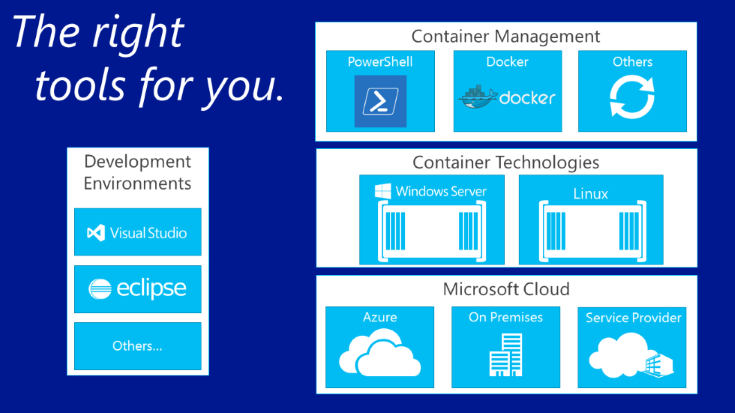 The right
tools for you.
Development
Environments
Visual Studio
eclipse
Others...
Container Management
PowerShell
Docker
Others
docker
Container Technologies
Windows Server
Linux
Microsoft Cloud
Azure
On Premises
Service Provider